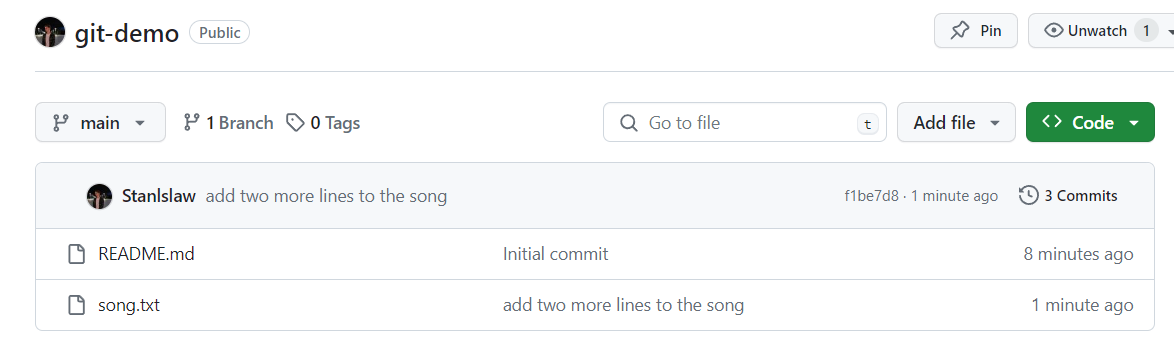 git-demo Public Pin Unwatch 1
main 1 Branch 0 Tags Go to file t Add file Code
Stanlslaw add two more lines to the song f1be7d8 · 1 minute ago 3 Commits
README.md Initial commit 8 minutes ago
song.txt add two more lines to the song 1 minute ago